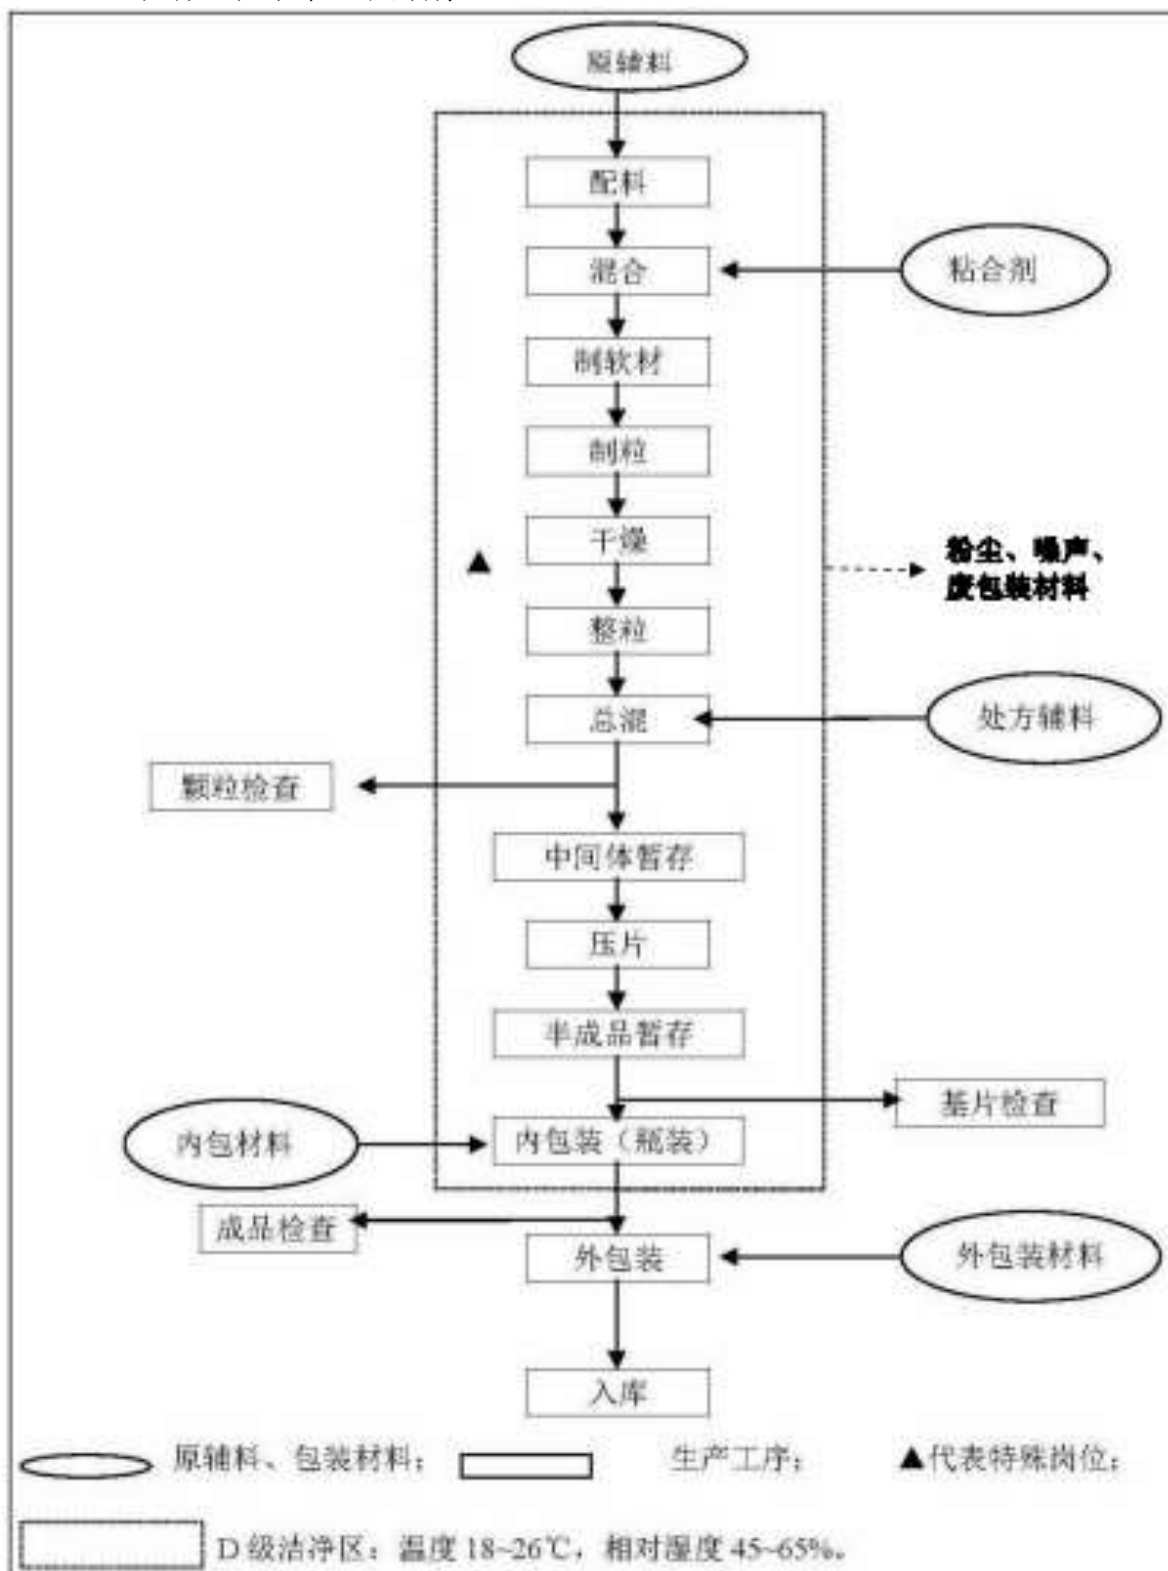 原辅料
配料
混合
粘合剂
制软材
制粒
干燥
▲
粉尘、噪声、
废包装材料
整粒
总混
处方辅料
颗粒检查
中间体暂存
压片
半成品暂存
基片检查
内包材料
内包装（瓶装）
成品检查
外包装
外包装材料
入库
原辅料、包装材料；
生产工序；
▲代表特殊岗位；
D 级洁净区：温度 18~26℃，相对湿度 45~65%。